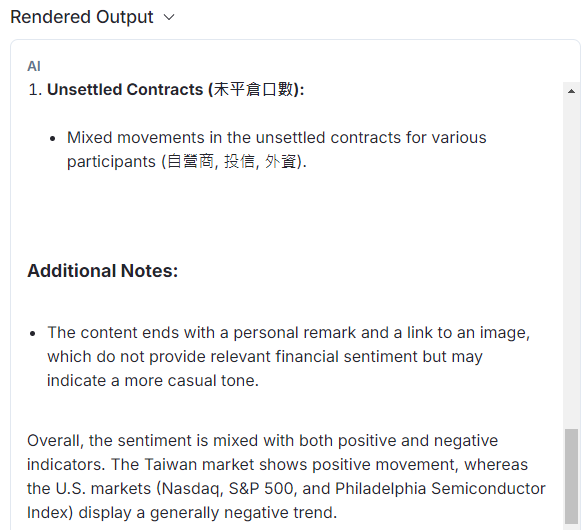 Rendered Output
AI
1. Unsettled Contracts (未平倉口數):
• Mixed movements in the unsettled contracts for various
participants (自營商, 投信, 外資).
Additional Notes:
• The content ends with a personal remark and a link to an image,
which do not provide relevant financial sentiment but may
indicate a more casual tone.
Overall, the sentiment is mixed with both positive and negative
indicators. The Taiwan market shows positive movement, whereas
the U.S. markets (Nasdaq, S&P 500, and Philadelphia Semiconductor
Index) display a generally negative trend.